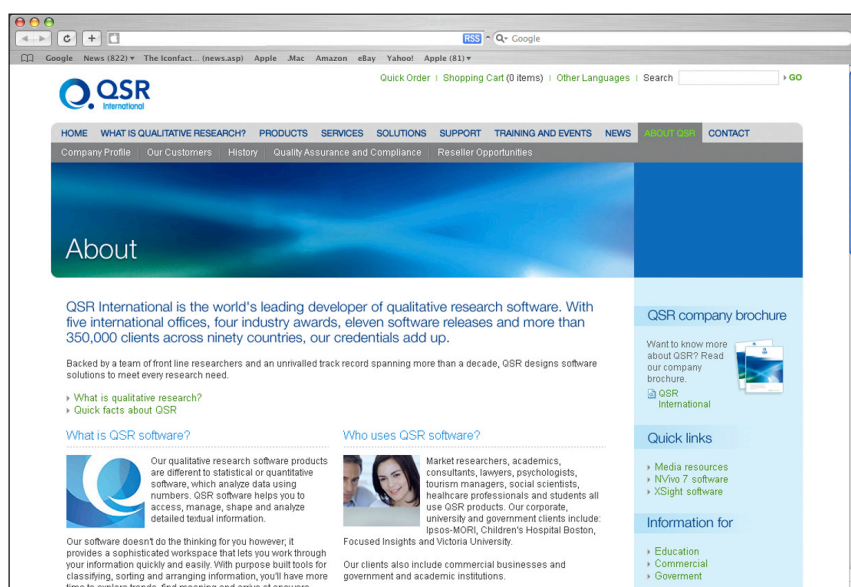 RSS
Google
Google News (822) The Iconfact... (news.asp) Apple .Mac Amazon eBay Yahoo! Apple (81)
Quick Order Shopping Cart (0 items) Other Languages Search GO
QSR
International
HOME WHAT IS QUALITATIVE RESEARCH? PRODUCTS SERVICES SOLUTIONS SUPPORT TRAINING AND EVENTS NEWS ABOUT QSR CONTACT
Company Profile Our Customers History Quality Assurance and Compliance Reseller Opportunities
About
QSR International is the world's leading developer of qualitative research software. With
five international offices, four industry awards, eleven software releases and more than
350,000 clients across ninety countries, our credentials add up.
Backed by a team of front line researchers and an unrivalled track record spanning more than a decade, QSR designs software
solutions to meet every research need.
What is qualitative research?
Quick facts about QSR
What is QSR software?
Our qualitative research software products
are different to statistical or quantitative
software, which analyze data using
numbers. QSR software helps you to
access, manage, shape and analyze
detailed textual information.
Our software doesn't do the thinking for you however, it
provides a sophisticated workspace that lets you work through
your information quickly and easily. With purpose built tools for
classifying, sorting and arranging information, you'll have more
time to explore trends, find meaning and arrive at answers
Who uses QSR software?
Market researchers, academics,
consultants, lawyers, psychologists,
tourism managers, social scientists,
healhcare professionals and students all
use QSR products. Our corporate,
university and government clients include:
Ipsos-MORI, Children's Hospital Boston,
Focused Insights and Victoria University.
Our clients also include commercial businesses and
government and academic institutions.
QSR company brochure
Want to know more
about QSR? Read
our company
brochure.
QSR
International
Quick links
Media resources
NVivo 7 software
XSight software
Information for
Education
Commercial
Goverment